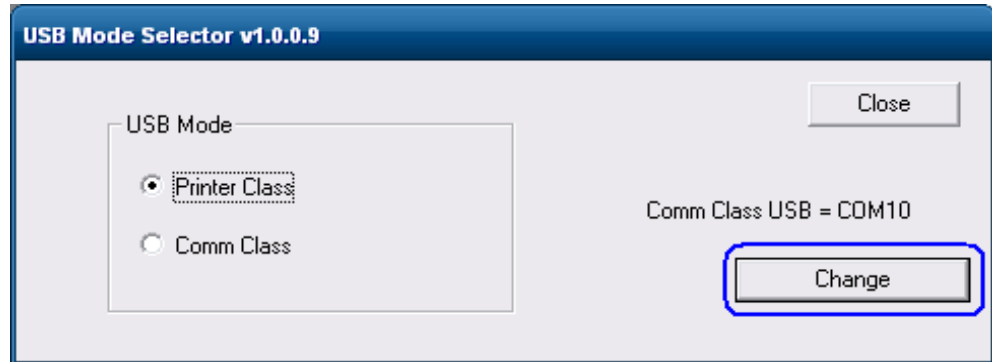 USB Mode Selector v1.0.0.9
Close
USB Mode
Printer Class
Comm Class USB = COM10
Comm Class
Change